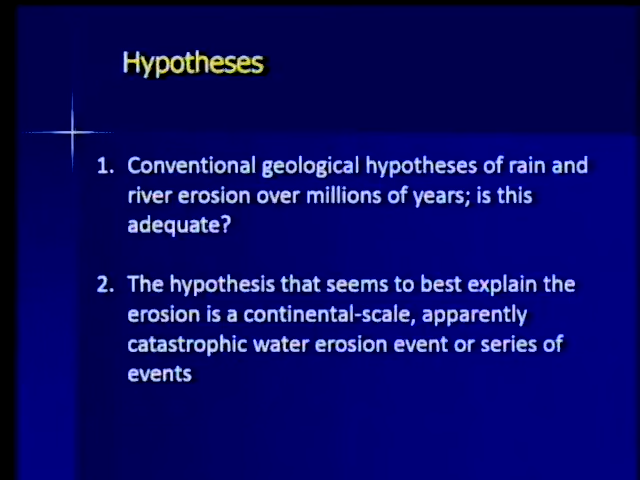 Hypotheses
1. Conventional geological hypotheses of rain and
river erosion over millions of years; is this
adequate?
2. The hypothesis that seems to best explain the
erosion is a continental-scale, apparently
catastrophic water erosion event or series of
events